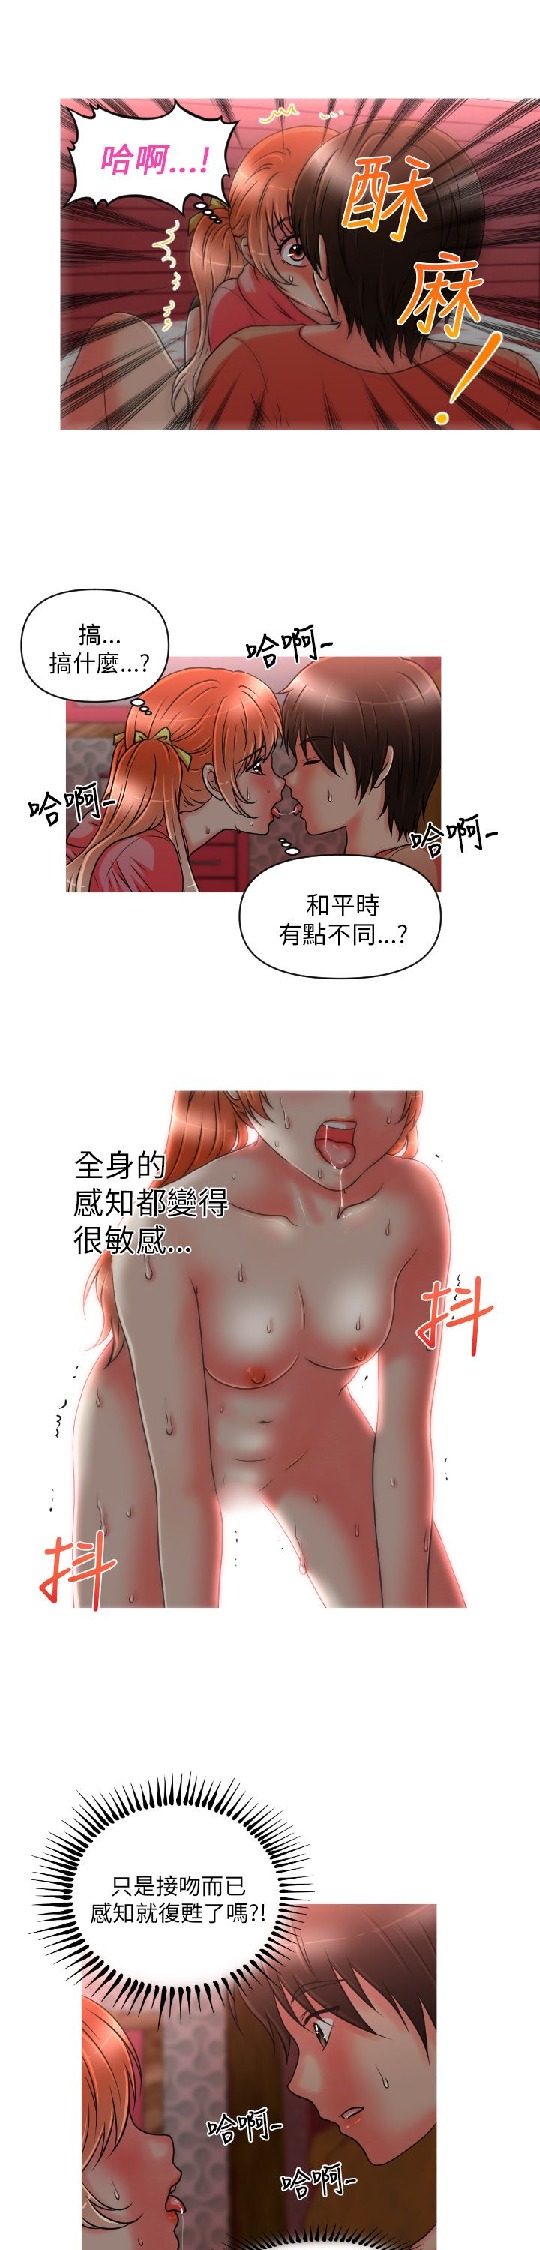 哈啊...!
酥
麻
!
搞...
搞什麼...?
哈啊~
哈啊~
哈啊~
和平時
有點不同...?
全身的
感知都變得
很敏感...
抖
抖
只是接吻而已
感知就復甦了嗎?!
哈啊~
哈啊~